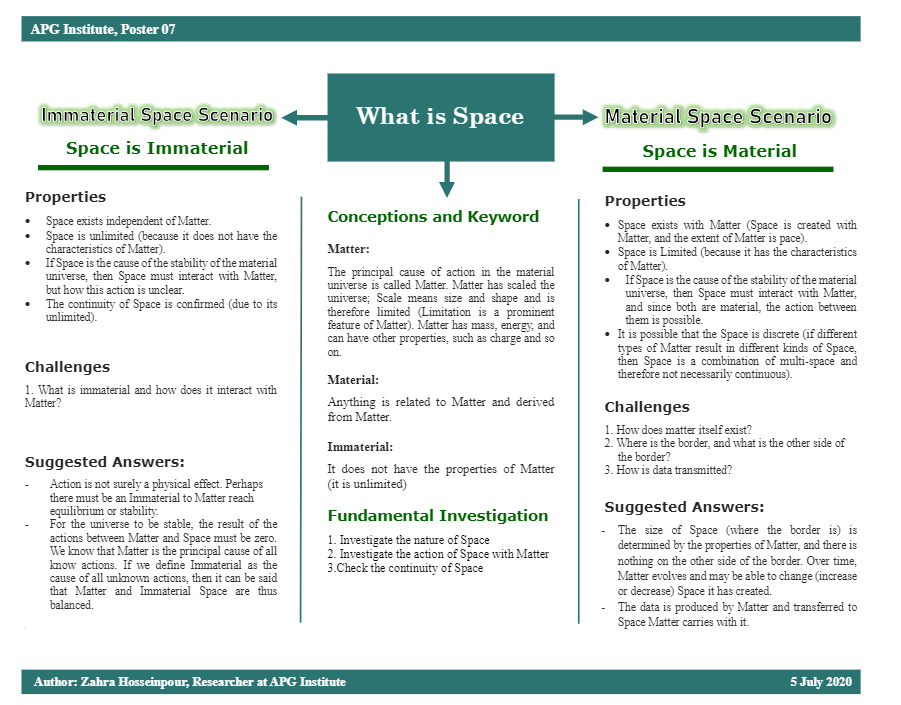 APG Institute, Poster 07
What is Space
Immaterial Space Scenario
Space is Immaterial
Properties
• Space exists independent of Matter.
• Space is unlimited (because it does not have the
characteristics of Matter).
• If Space is the cause of the stability of the material
universe, then Space must interact with Matter,
but how this action is unclear.
• The continuity of Space is confirmed (due to its
unlimited).
Challenges
1. What is immaterial and how does it interact with
Matter?
Suggested Answers:
- Action is not surely a physical effect. Perhaps
there must be an Immaterial to Matter reach
equilibrium or stability.
- For the universe to be stable, the result of the
actions between Matter and Space must be zero.
We know that Matter is the principal cause of all
know actions. If we define Immaterial as the
cause of all unknown actions, then it can be said
that Matter and Immaterial Space are thus
balanced.
Conceptions and Keyword
Matter:
The principal cause of action in the material
universe is called Matter. Matter has scaled the
universe; Scale means size and shape and is
therefore limited (Limitation is a prominent
feature of Matter). Matter has mass, energy, and
can have other properties, such as charge and so
on.
Material:
Anything is related to Matter and derived
from Matter.
Immaterial:
It does not have the properties of Matter
(it is unlimited)
Fundamental Investigation
1. Investigate the nature of Space
2. Investigate the action of Space with Matter
3.Check the continuity of Space
Material Space Scenario
Space is Material
Properties
• Space exists with Matter (Space is created with
Matter, and the extent of Matter is pace).
• Space is Limited (because it has the characteristics
of Matter).
• If Space is the cause of the stability of the material
universe, then Space must interact with Matter,
and since both are material, the action between
them is possible.
• It is possible that the Space is discrete (if different
types of Matter result in different kinds of Space,
then Space is a combination of multi-space and
therefore not necessarily continuous).
Challenges
1. How does matter itself exist?
2. Where is the border, and what is the other side of
the border?
3. How is data transmitted?
Suggested Answers:
- The size of Space (where the border is) is
determined by the properties of Matter, and there is
nothing on the other side of the border. Over time,
Matter evolves and may be able to change (increase
or decrease) Space it has created.
- The data is produced by Matter and transferred to
Space Matter carries with it.
Author: Zahra Hosseinpour, Researcher at APG Institute
5 July 2020